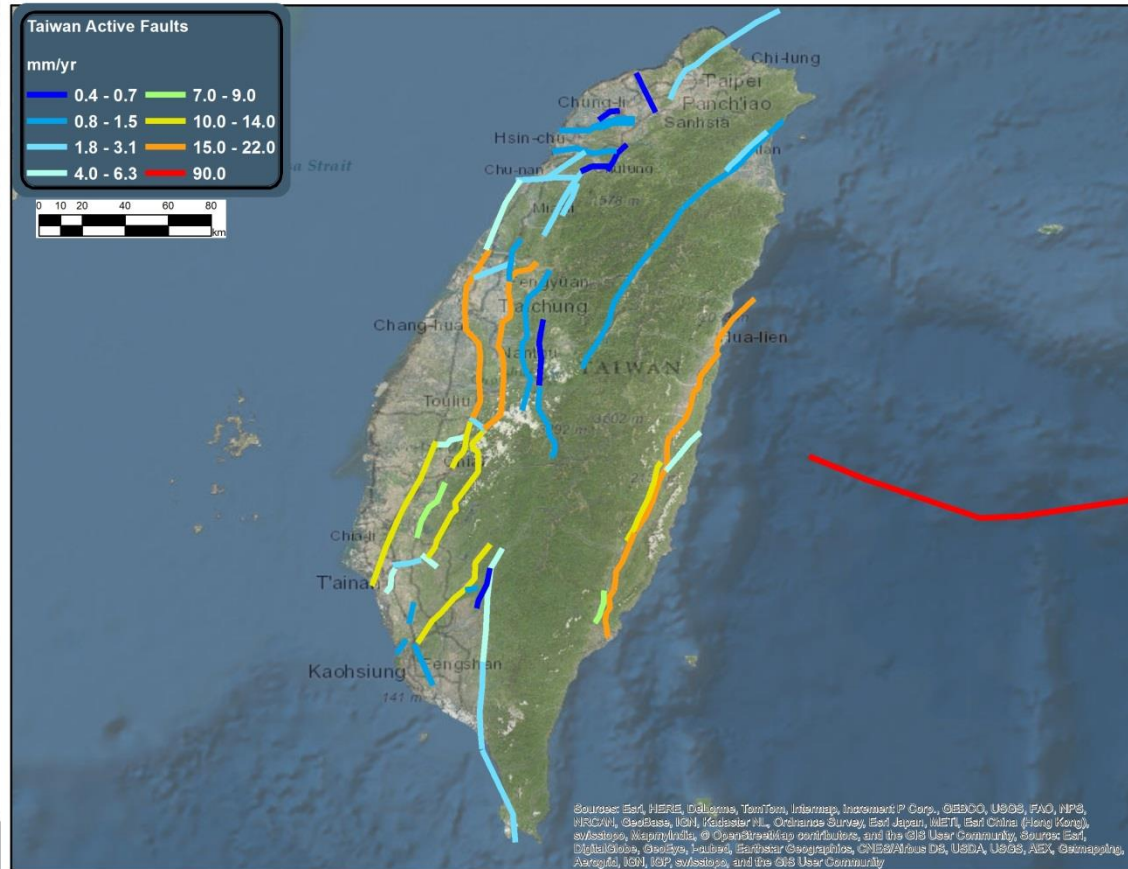 Taiwan Active Faults
mm/yr
0.4 - 0.7
7.0 - 9.0
0.8 - 1.5
10.0 - 14.0
1.8 - 3.1
15.0 - 22.0
4.0 - 6.3
90.0
0 10 20 40 60 80
km
Strait
Chi-lung
Taipei
Chung-li
Panch'iao
Sanhsia
Hsin-chu
Chu-nan
578 m
Taichung
Chang-hua
Hua-lien
TAIWAN
Touliu
3602 m
Chia-li
T'ainan
Kaohsiung
Fengshan
141 m
Sources: Esri, HERE, DeLorme, TomTom, Intermap, increment P Corp., GEBCO, USGS, FAO, NPS,
NRCAN, GeoBase, IGN, Kadaster NL, Ordnance Survey, Esri Japan, METI, Esri China (Hong Kong),
swisstopo, MapmyIndia, © OpenStreetMap contributors, and the GIS User Community, Source: Esri,
DigitalGlobe, GeoEye, i-cubed, Earthstar Geographics, CNES/Airbus DS, USDA, USGS, AEX, Getmapping,
Aerogrid, IGN, IGP, swisstopo, and the GIS User Community